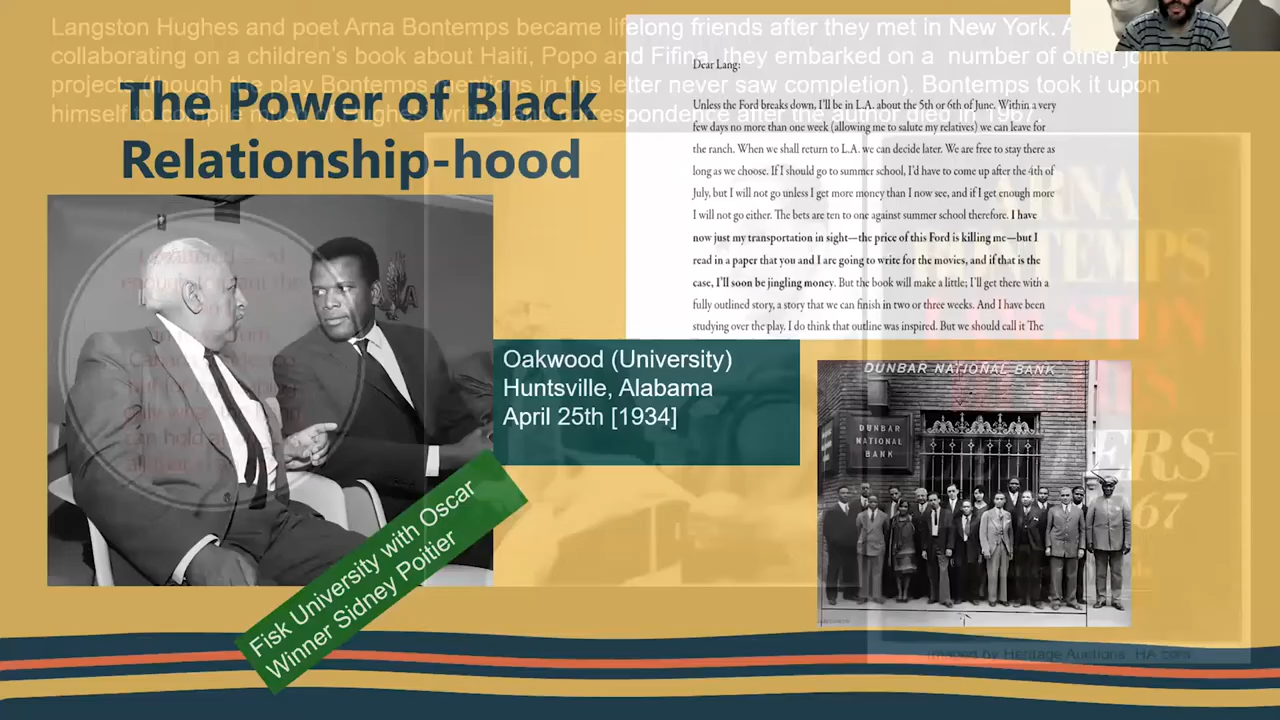 Langston Hughes and poet Arna Bontemps became lifelong friends after they met in New York. A
collaborating on a children's book about Haiti, Popo and Fifina, they embarked on a number of other joint
projects (though the play Bontemps mentions in this letter never saw completion). Bontemps took it upon
himself to compile much of Hughes' writing and correspondence after the author died in 1967.
The Power of Black
Relationship-hood
Dear Lang:
Unless the Ford breaks down, I'll be in L.A. about the 5th or 6th of June. Within a very
few days no more than one week (allowing me to salute my relatives) we can leave for
the ranch. When we shall return to L.A. we can decide later. We are free to stay there as
long as we choose. If I should go to summer school, I'd have to come up after the 4th of
July, but I will not go unless I get more money than I now see, and if I get enough more
I will not go either. The bets are ten to one against summer school therefore. I have
now just my transportation in sight—the price of this Ford is killing me—but I
read in a paper that you and I are going to write for the movies, and if that is the
case, I'll soon be jingling money. But the book will make a little; I'll get there with a
fully outlined story, a story that we can finish in two or three weeks. And I have been
studying over the play. I do think that outline was inspired. But we should call it The
Oakwood (University)
Huntsville, Alabama
April 25th [1934]
Fisk University with Oscar
Winner Sidney Poitier
DUNBAR NATIONAL BANK
DUNBAR
NATIONAL
BANK
ARNA
BONTEMPS
LANGSTON
67
Images by Heritage Auctions, HA.com